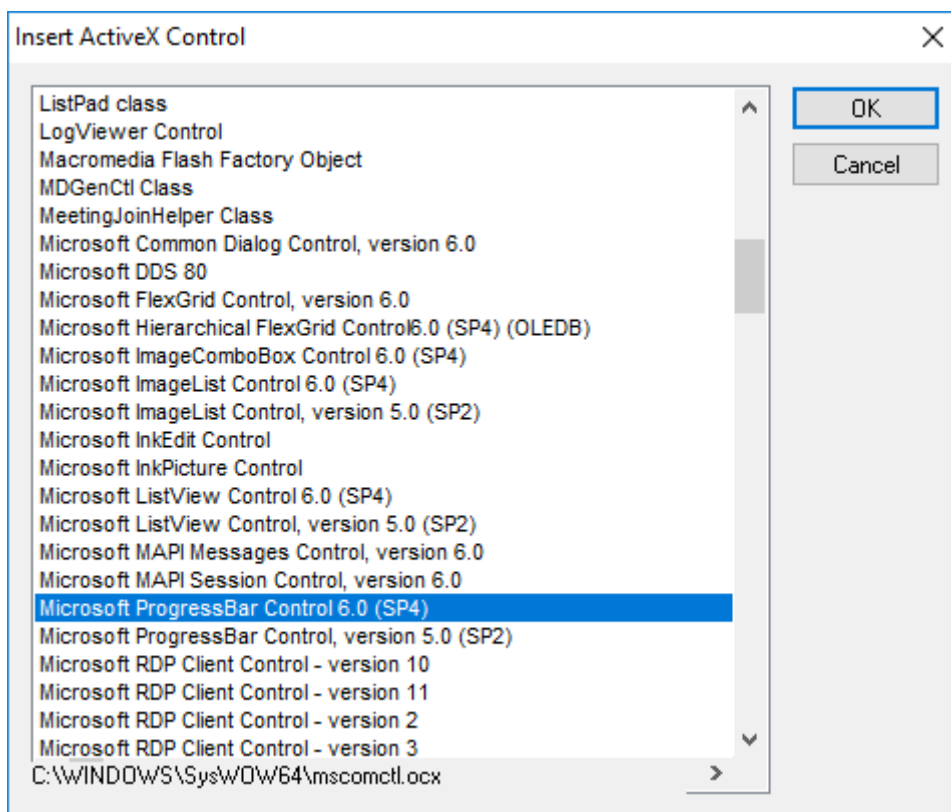 Insert ActiveX Control
ListPad class
LogViewer Control
Macromedia Flash Factory Object
MDGenCtl Class
MeetingJoinHelper Class
Microsoft Common Dialog Control, version 6.0
Microsoft DDS 80
Microsoft FlexGrid Control, version 6.0
Microsoft Hierarchical FlexGrid Control6.0 (SP4) (OLEDB)
Microsoft ImageComboBox Control 6.0 (SP4)
Microsoft ImageList Control 6.0 (SP4)
Microsoft ImageList Control, version 5.0 (SP2)
Microsoft InkEdit Control
Microsoft InkPicture Control
Microsoft ListView Control 6.0 (SP4)
Microsoft ListView Control, version 5.0 (SP2)
Microsoft MAPI Messages Control, version 6.0
Microsoft MAPI Session Control, version 6.0
Microsoft ProgressBar Control 6.0 (SP4)
Microsoft ProgressBar Control, version 5.0 (SP2)
Microsoft RDP Client Control - version 10
Microsoft RDP Client Control - version 11
Microsoft RDP Client Control - version 2
Microsoft RDP Client Control - version 3
C:\WINDOWS\SysWOW64\mscomctl.ocx
OK
Cancel